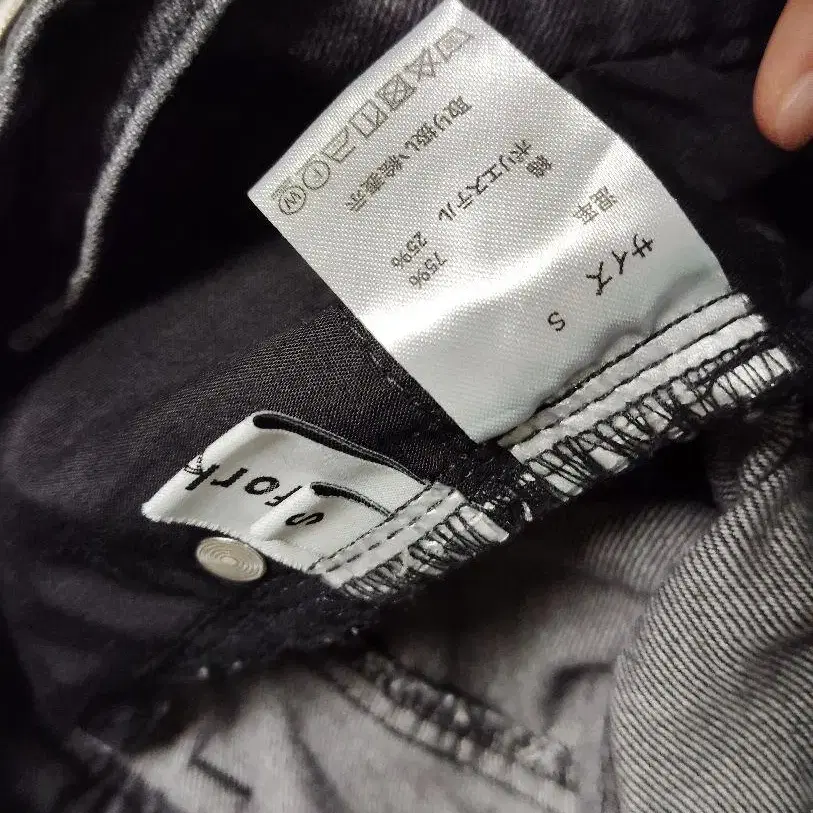 サイズ S
混率
綿 75%
ポリエステル 25%
取り扱い絵表示
F W
S fork